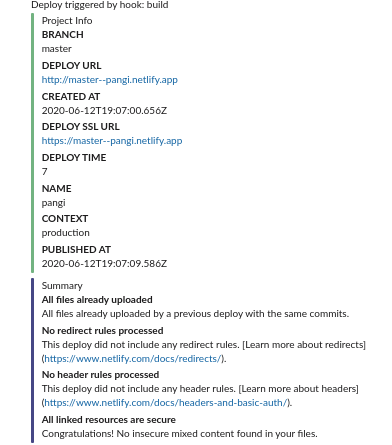 Deploy triggered by hook: build
Project Info
BRANCH
master
DEPLOY URL
http://master--pangi.netlify.app
CREATED AT
2020-06-12T19:07:00.656Z
DEPLOY SSL URL
https://master--pangi.netlify.app
DEPLOY TIME
7
NAME
pangi
CONTEXT
production
PUBLISHED AT
2020-06-12T19:07:09.586Z
Summary
All files already uploaded
All files already uploaded by a previous deploy with the same commits.
No redirect rules processed
This deploy did not include any redirect rules. [Learn more about redirects]
(https://www.netlify.com/docs/redirects/).
No header rules processed
This deploy did not include any header rules. [Learn more about headers]
(https://www.netlify.com/docs/headers-and-basic-auth/).
All linked resources are secure
Congratulations! No insecure mixed content found in your files.